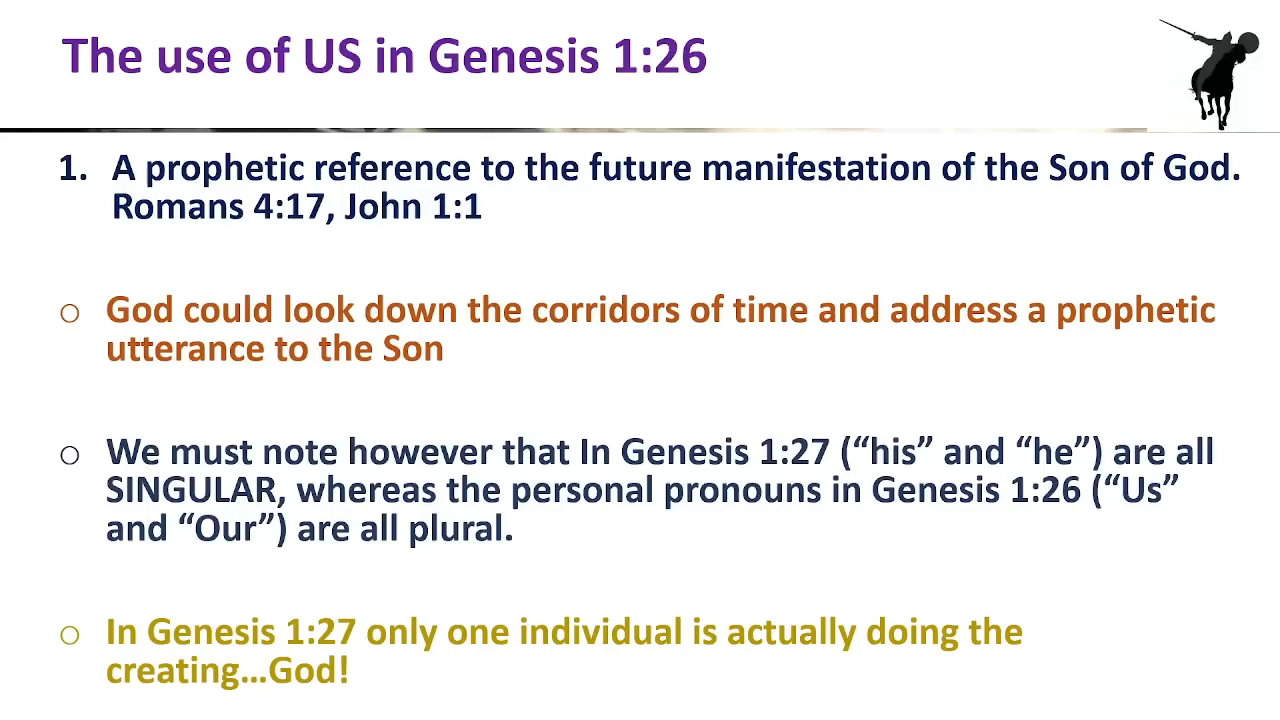 The use of US in Genesis 1:26
1. A prophetic reference to the future manifestation of the Son of God.
Romans 4:17, John 1:1
○ God could look down the corridors of time and address a prophetic
utterance to the Son
○ We must note however that In Genesis 1:27 (“his” and “he”) are all
SINGULAR, whereas the personal pronouns in Genesis 1:26 (“Us”
and “Our”) are all plural.
○ In Genesis 1:27 only one individual is actually doing the
creating…God!